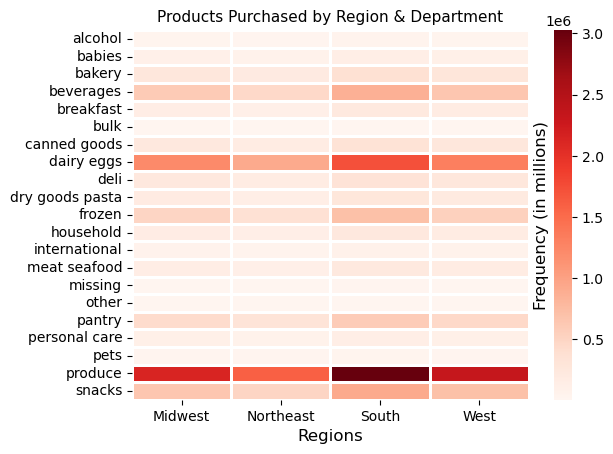 Products Purchased by Region & Department
1e6
alcohol
babies
bakery
beverages
breakfast
bulk
canned goods
dairy eggs
deli
dry goods pasta
frozen
household
international
meat seafood
missing
other
pantry
personal care
pets
produce
snacks
Midwest Northeast South West
Regions
3.0
2.5
2.0
1.5
1.0
0.5
Frequency (in millions)